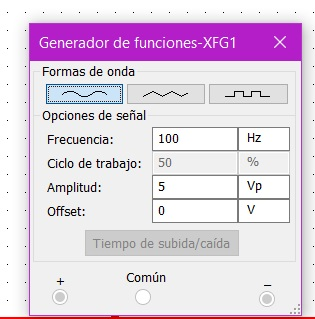 Generador de funciones-XFG1
Formas de onda
Opciones de señal
Frecuencia: 100 Hz
Ciclo de trabajo: 50 %
Amplitud: 5 Vp
Offset: 0 V
Tiempo de subida/caída
+ Común −